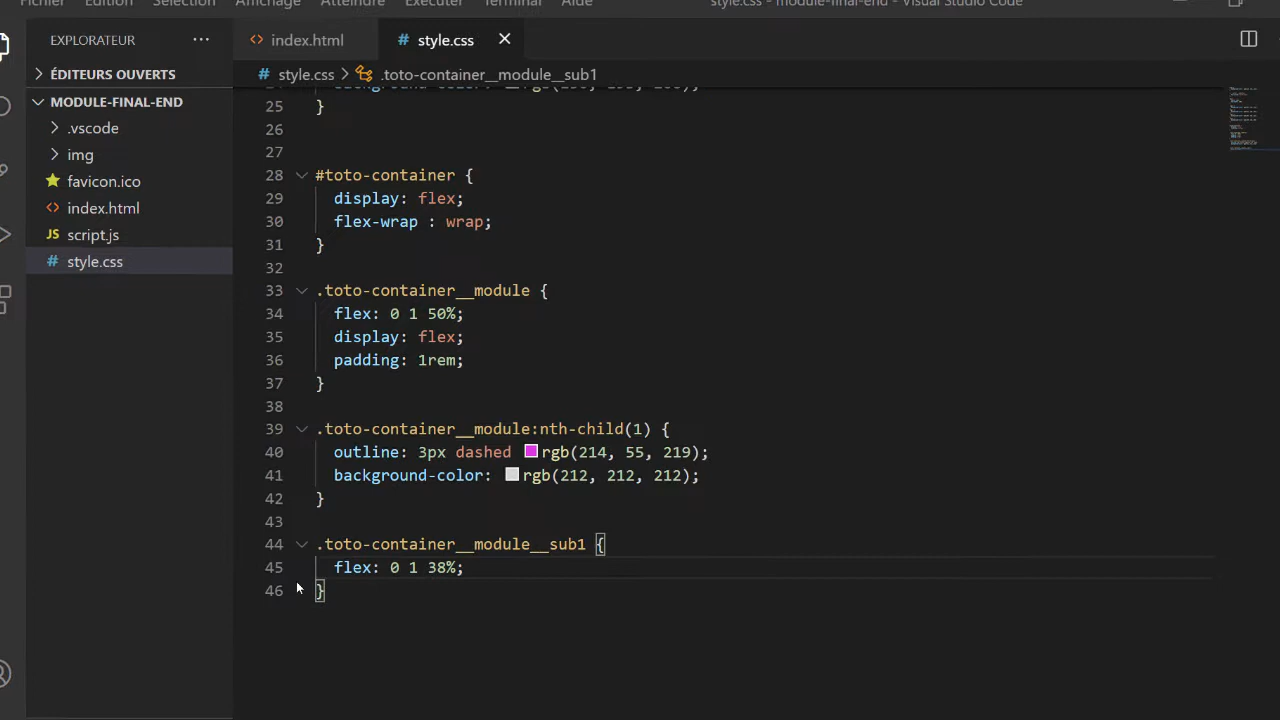 Fichier Edition Sélection Affichage Atteindre Exécuter Terminal Aide style.css - module-final-end - Visual Studio Code
EXPLORATEUR ···
ÉDITEURS OUVERTS
MODULE-FINAL-END
.vscode
img
favicon.ico
<> index.html
JS script.js
# style.css
<> index.html
# style.css
# style.css > .toto-container__module__sub1
25 }
26
27
28 #toto-container {
29 display: flex;
30 flex-wrap : wrap;
31 }
32
33 .toto-container__module {
34 flex: 0 1 50%;
35 display: flex;
36 padding: 1rem;
37 }
38
39 .toto-container__module:nth-child(1) {
40 outline: 3px dashed rgb(214, 55, 219);
41 background-color: rgb(212, 212, 212);
42 }
43
44 .toto-container__module__sub1 {
45 flex: 0 1 38%;
46 }